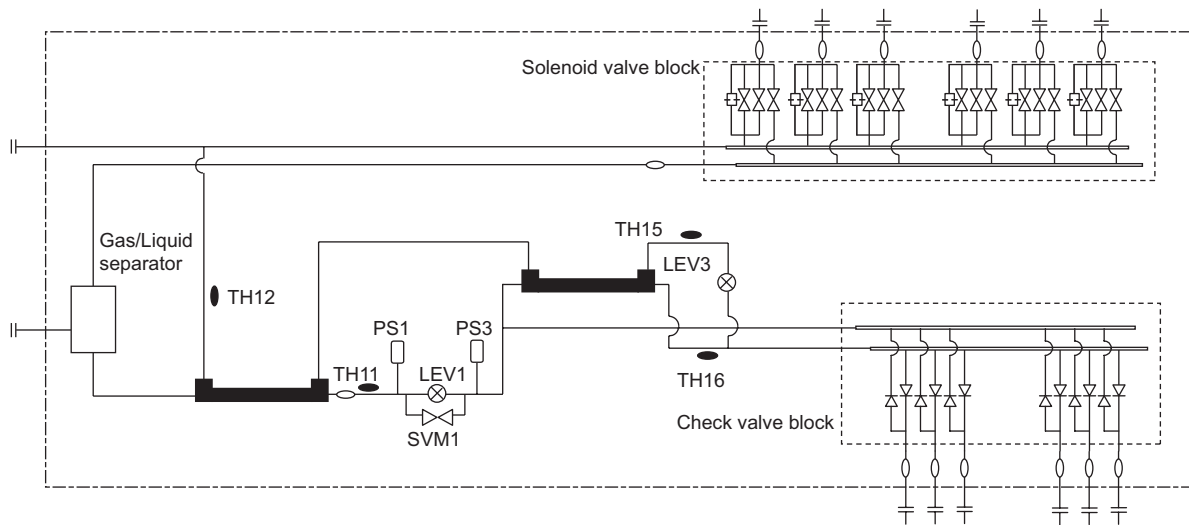 Solenoid valve block
Gas/Liquid
separator
TH15
LEV3
TH12
PS1
PS3
TH11
LEV1
TH16
SVM1
Check valve block